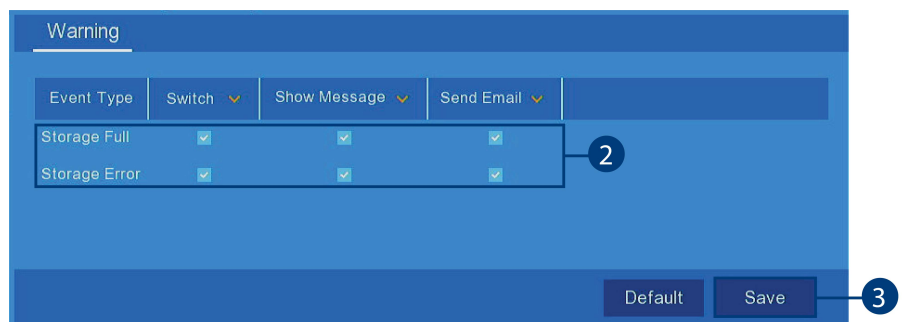 Warning
Event Type Switch Show Message Send Email
Storage Full
2
Storage Error
Default Save 3